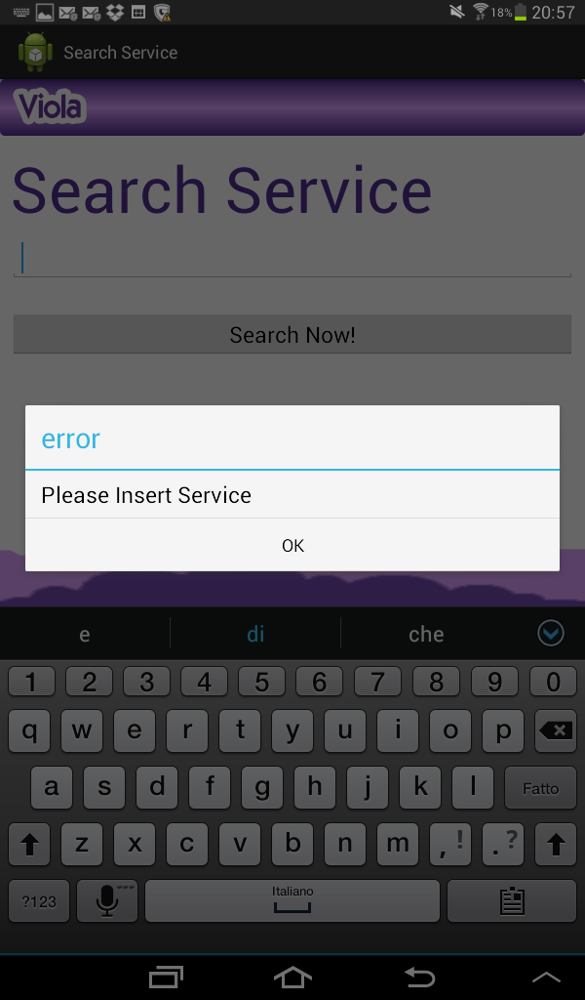 18% 20:57
Search Service
Viola
Search Service
Search Now!
error
Please Insert Service
OK
e di che
1 2 3 4 5 6 7 8 9 0
q w e r t y u i o p
a s d f g h j k l Fatto
z x c v b n m , ! . ?
?123 Italiano